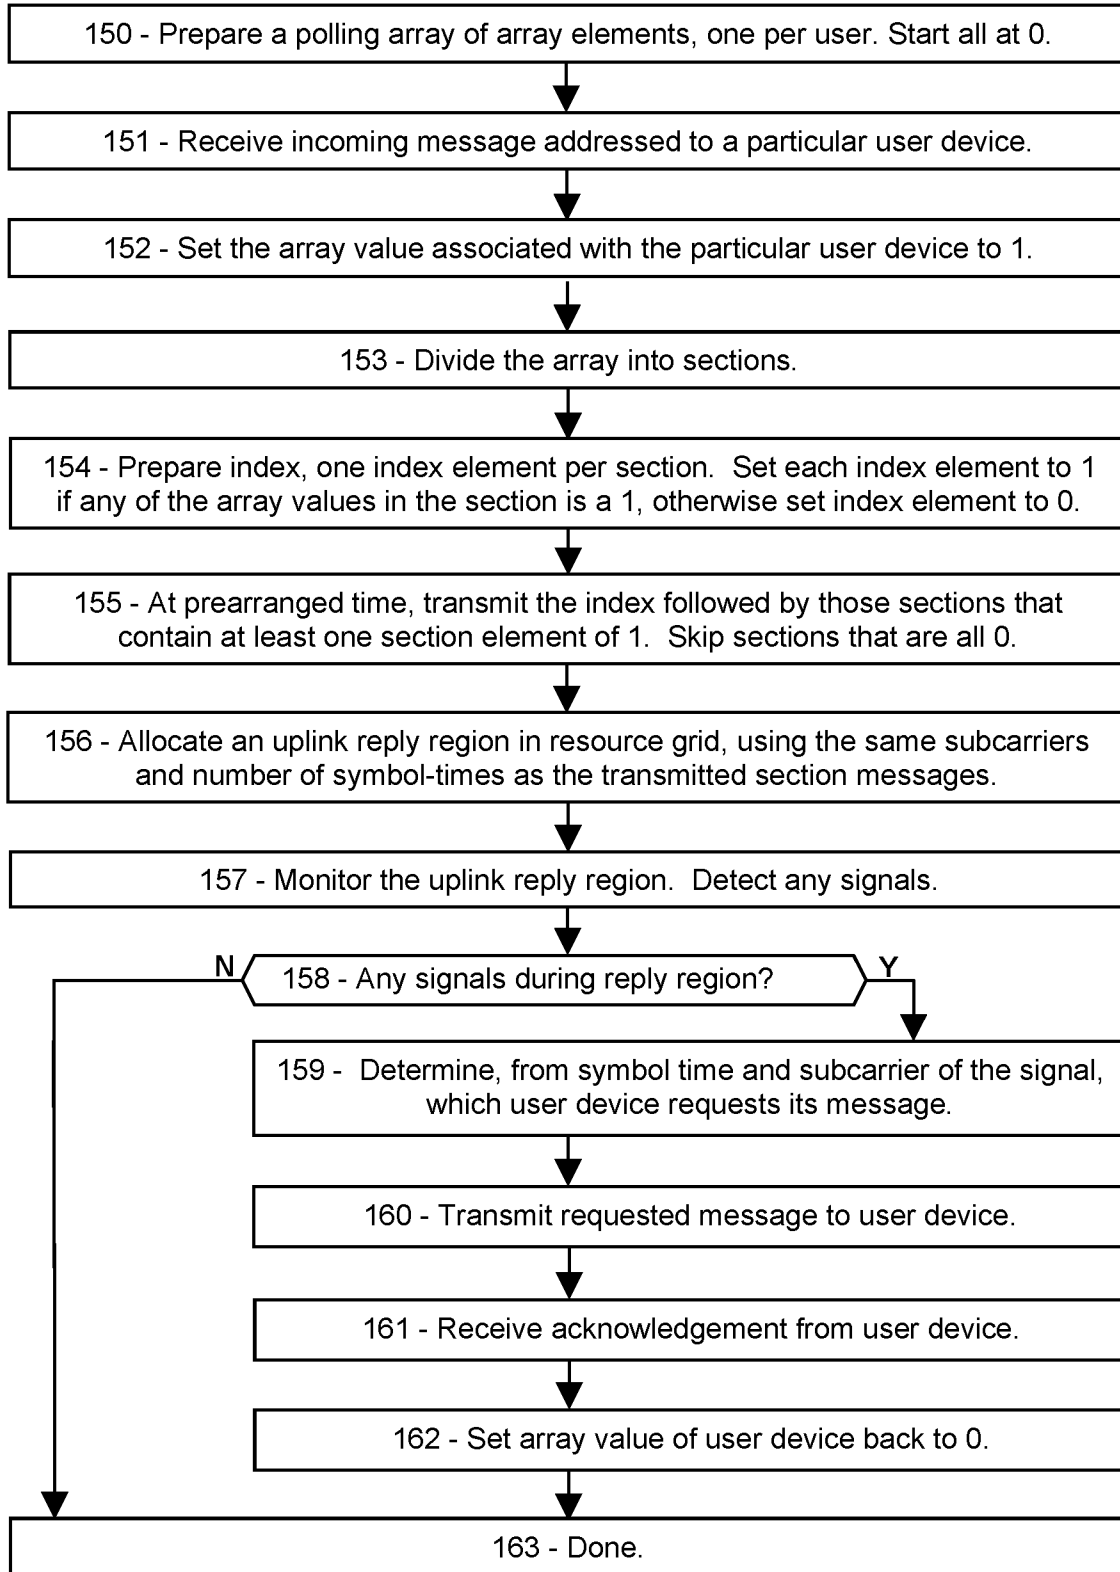 150 - Prepare a polling array of array elements, one per user. Start all at 0.
151 - Receive incoming message addressed to a particular user device.
152 - Set the array value associated with the particular user device to 1.
153 - Divide the array into sections.
154 - Prepare index, one index element per section.  Set each index element to 1
if any of the array values in the section is a 1, otherwise set index element to 0.
155 - At prearranged time, transmit the index followed by those sections that
contain at least one section element of 1.  Skip sections that are all 0.
156 - Allocate an uplink reply region in resource grid, using the same subcarriers
and number of symbol-times as the transmitted section messages.
157 - Monitor the uplink reply region.  Detect any signals.
N
158 - Any signals during reply region?
Y
159 -  Determine, from symbol time and subcarrier of the signal,
which user device requests its message.
160 - Transmit requested message to user device.
161 - Receive acknowledgement from user device.
162 - Set array value of user device back to 0.
163 - Done.